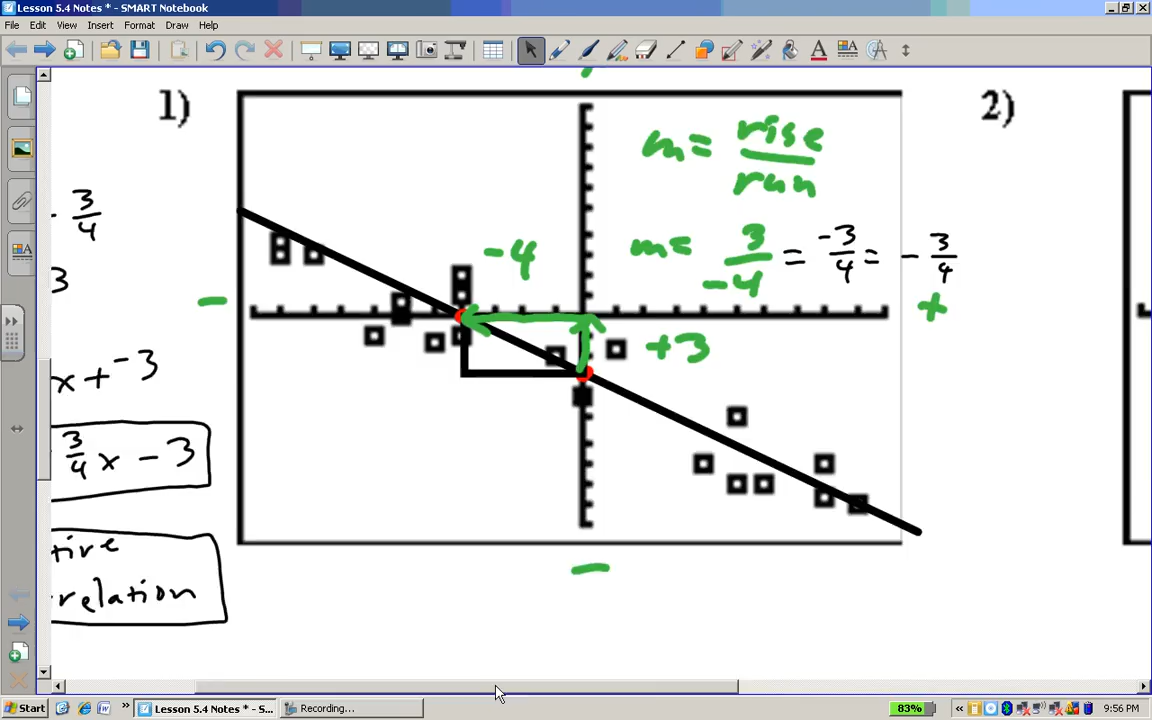 Lesson 5.4 Notes * - SMART Notebook
File Edit View Insert Format Draw Help
1)
2)
m = rise/run
- 3/4
-4
m = 3/-4 = -3/4 = - 3/4
3
-
+
+3
x + -3
3/4 x - 3
tive
relation
-
Start
Lesson 5.4 Notes * - S...
Recording...
83%
9:56 PM